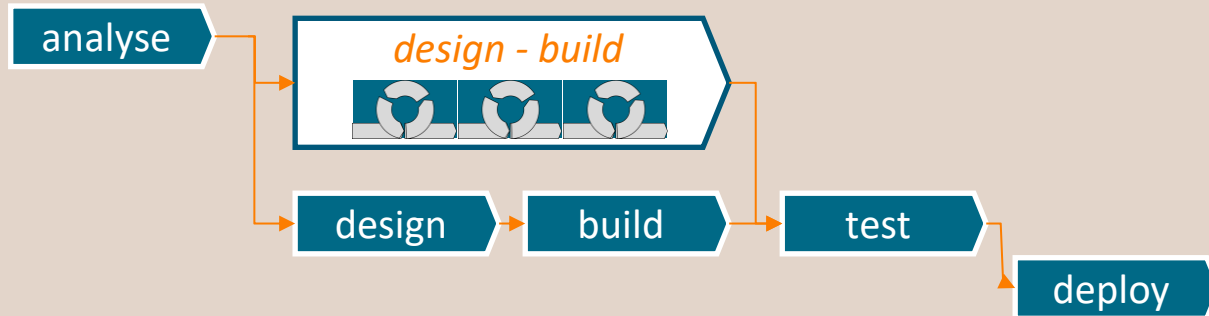 analyse
design - build
design
build
test
deploy